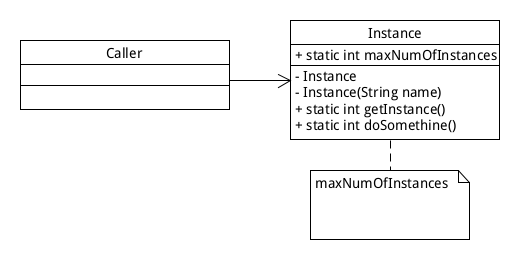 Caller
Instance
+ static int maxNumOfInstances
- Instance
- Instance(String name)
+ static int getInstance()
+ static int doSomethine()
maxNumOfInstances